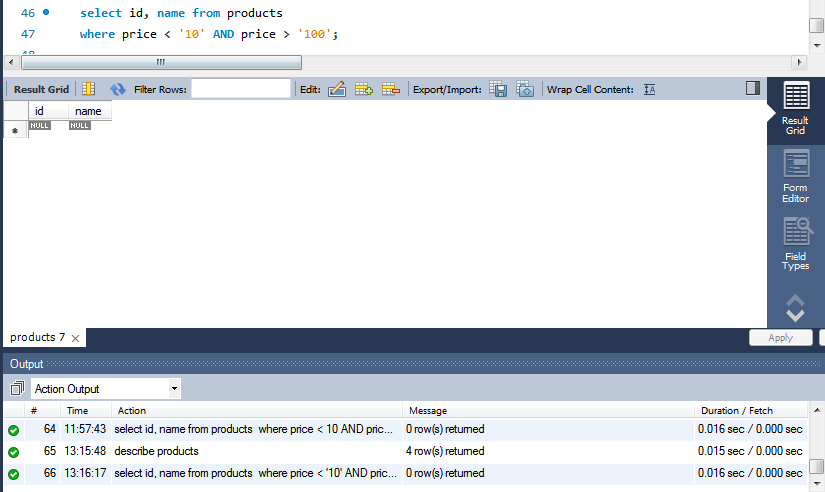 46 select id, name from products
47 where price < '10' AND price > '100';
Result Grid Filter Rows: Edit: Export/Import: Wrap Cell Content: IA
id name
NULL NULL
Result
Grid
Form
Editor
Field
Types
products 7 ×
Apply
Output
Action Output
# Time Action Message Duration / Fetch
64 11:57:43 select id, name from products where price < 10 AND pric... 0 row(s) returned 0.016 sec / 0.000 sec
65 13:15:48 describe products 4 row(s) returned 0.015 sec / 0.000 sec
66 13:16:17 select id, name from products where price < '10' AND pric... 0 row(s) returned 0.016 sec / 0.000 sec